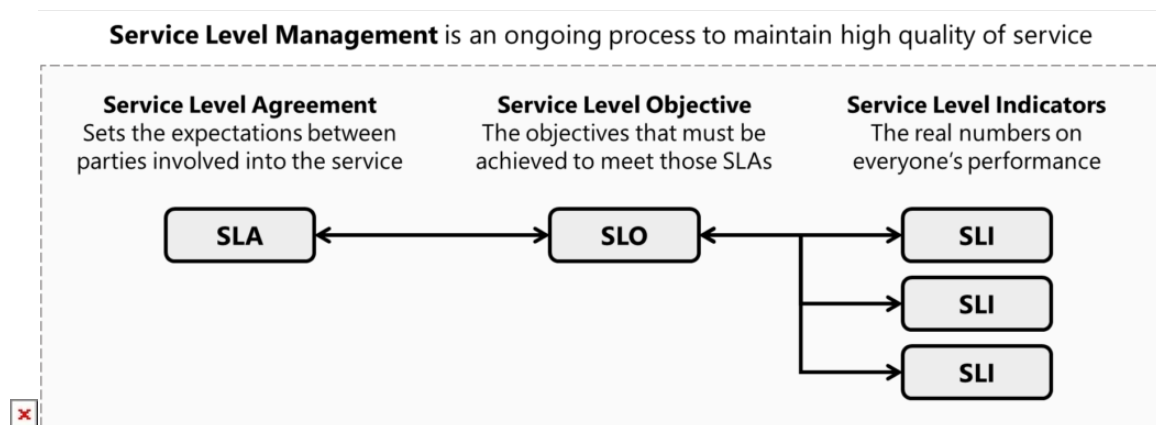 Service Level Management is an ongoing process to maintain high quality of service
Service Level Agreement
Sets the expectations between
parties involved into the service
Service Level Objective
The objectives that must be
achieved to meet those SLAs
Service Level Indicators
The real numbers on
everyone's performance
SLA
SLO
SLI
SLI
SLI